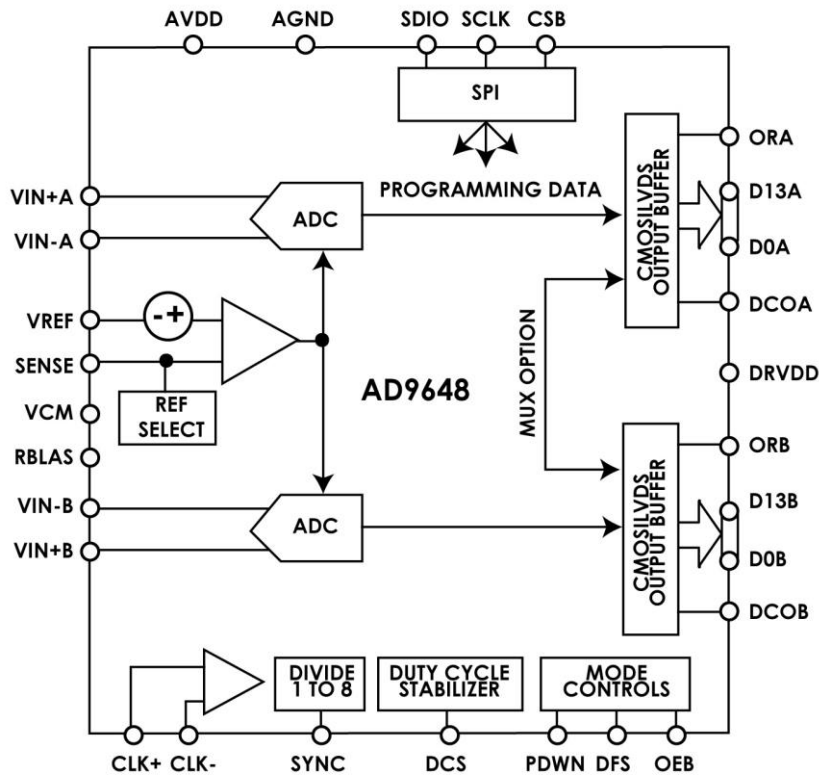 AVDD
AGND
SDIO
SCLK
CSB
SPI
PROGRAMMING DATA
VIN+A
VIN-A
ADC
VREF
-+
SENSE
REF
SELECT
VCM
RBLAS
VIN-B
VIN+B
ADC
AD9648
MUX OPTION
CMOSILVDS
OUTPUT BUFFER
ORA
D13A
D0A
DCOA
DRVDD
CMOSILVDS
OUTPUT BUFFER
ORB
D13B
D0B
DCOB
DIVIDE
1 TO 8
DUTY CYCLE
STABILIZER
MODE
CONTROLS
CLK+
CLK-
SYNC
DCS
PDWN
DFS
OEB